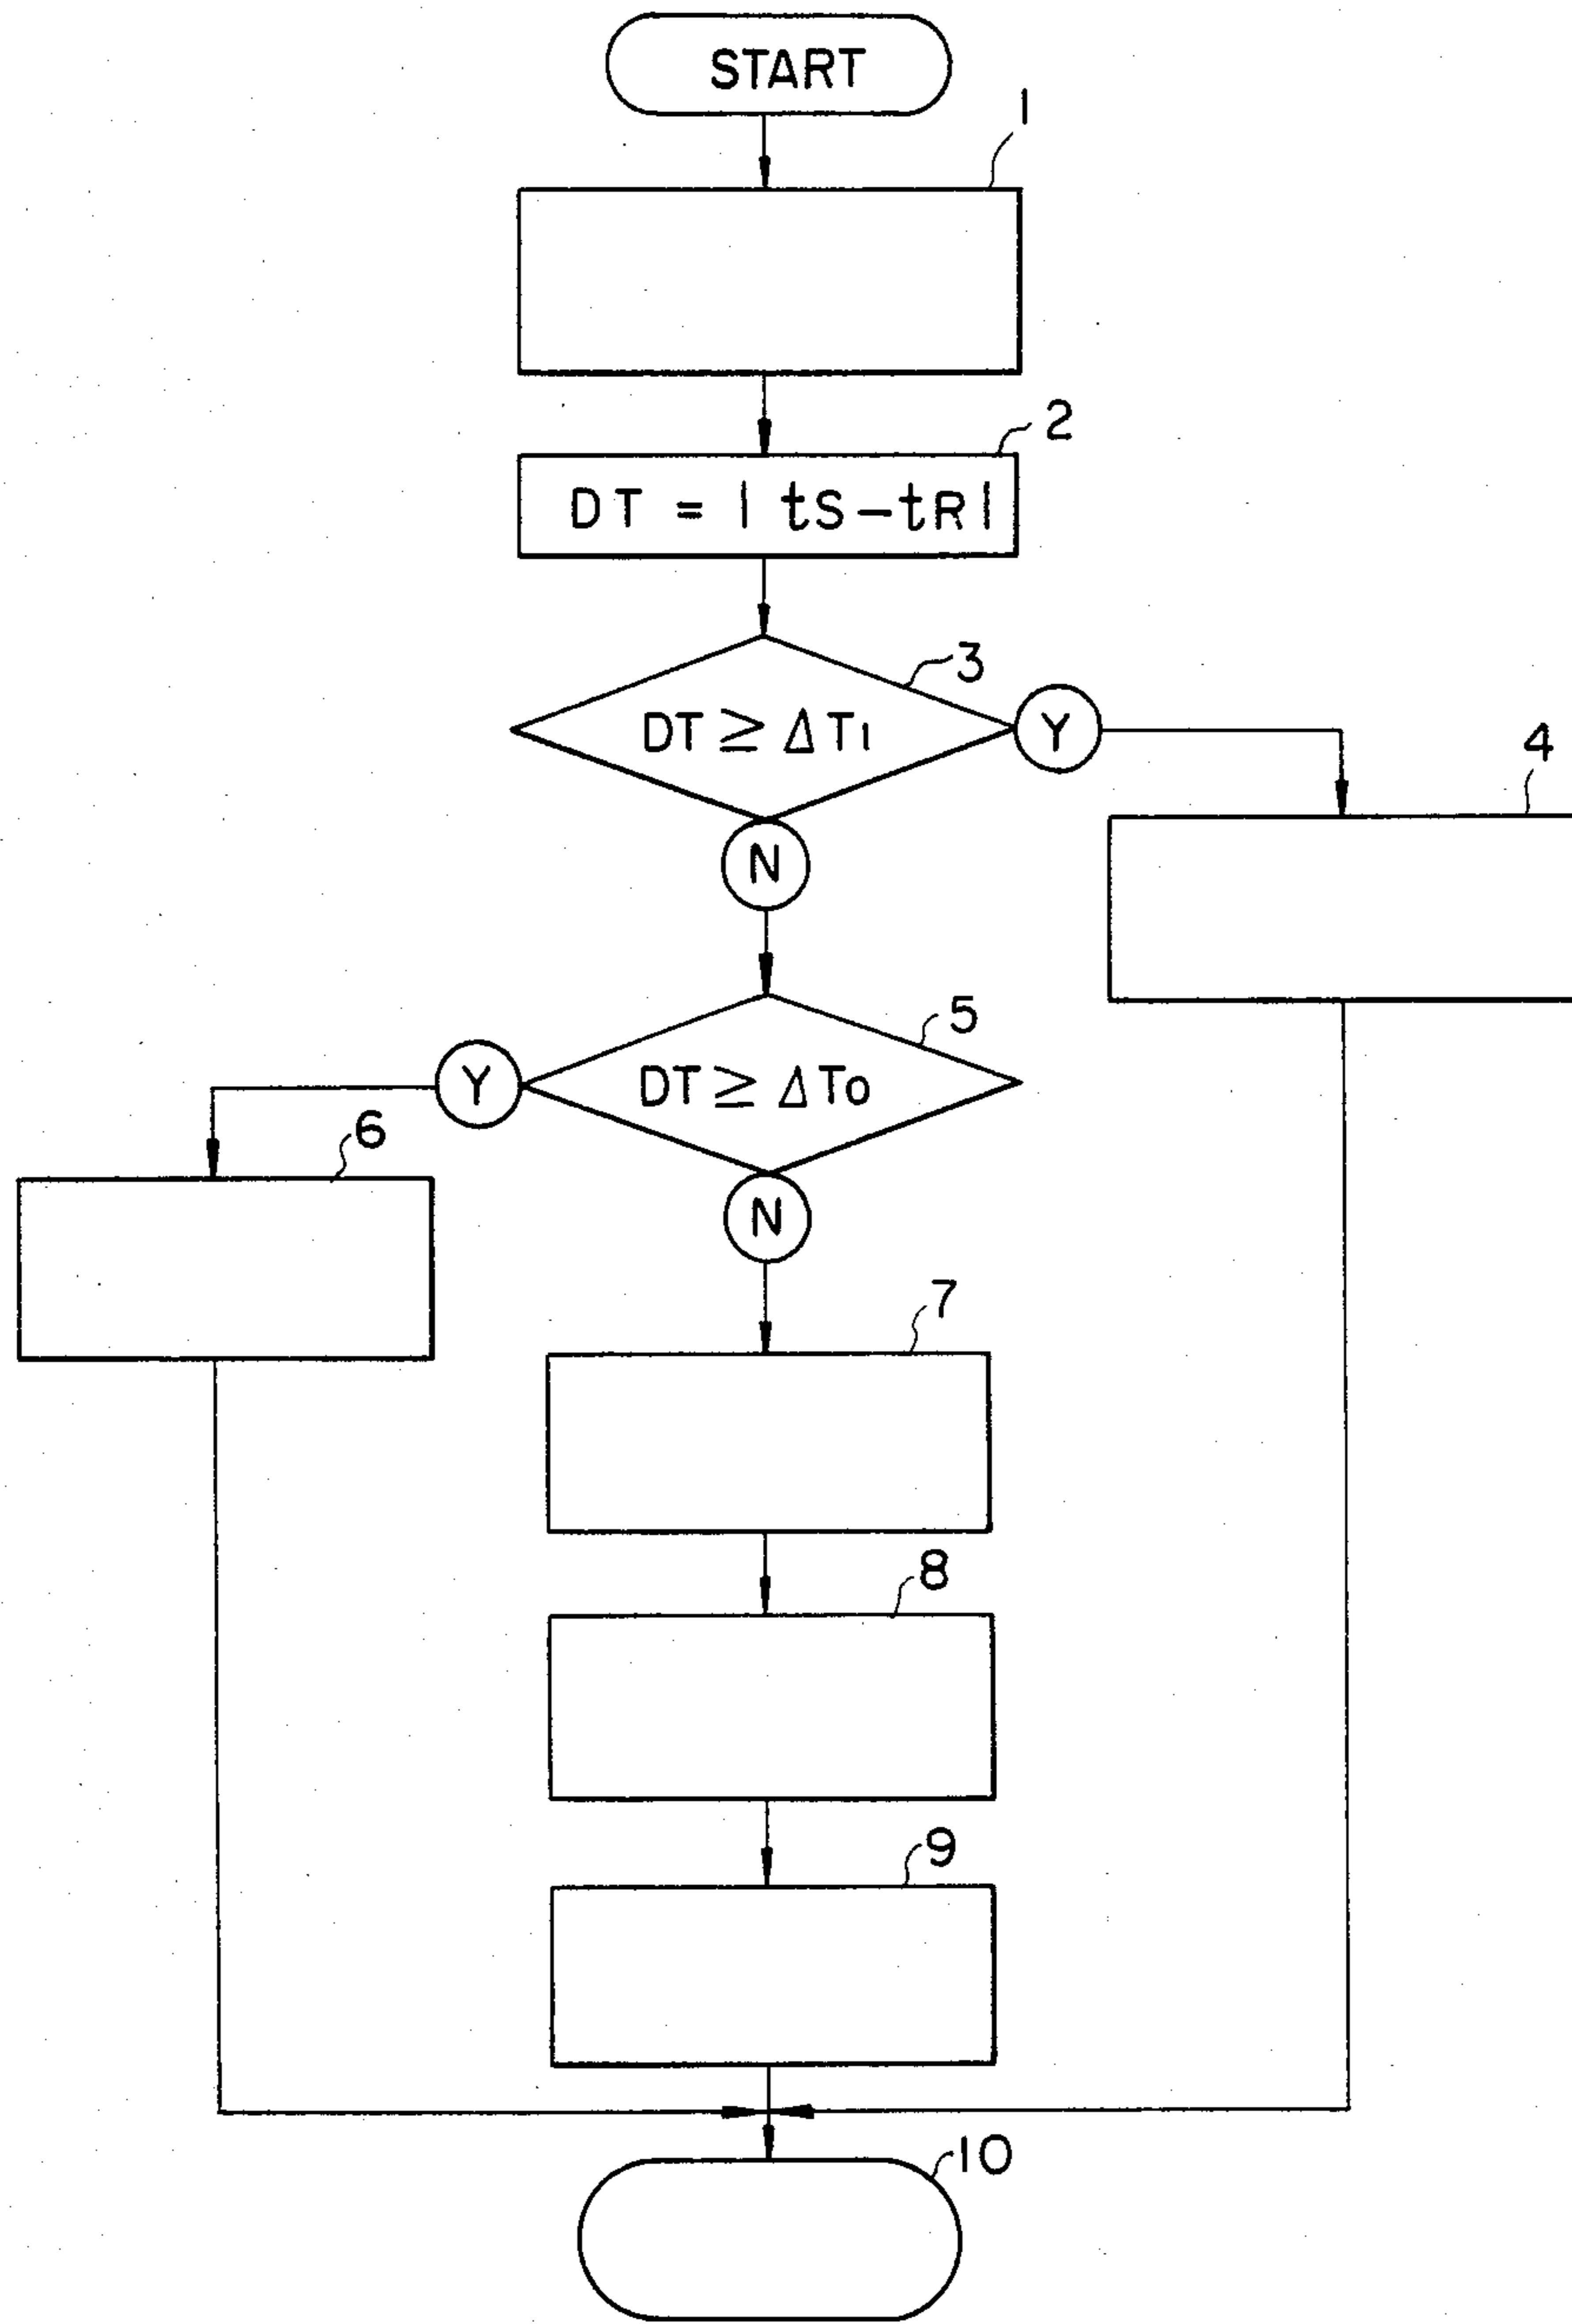 START
1
2
DT = | tS – tR |
3
DT ≧ ΔT1
Y
4
N
5
DT ≧ ΔT0
Y
6
N
7
8
9
10